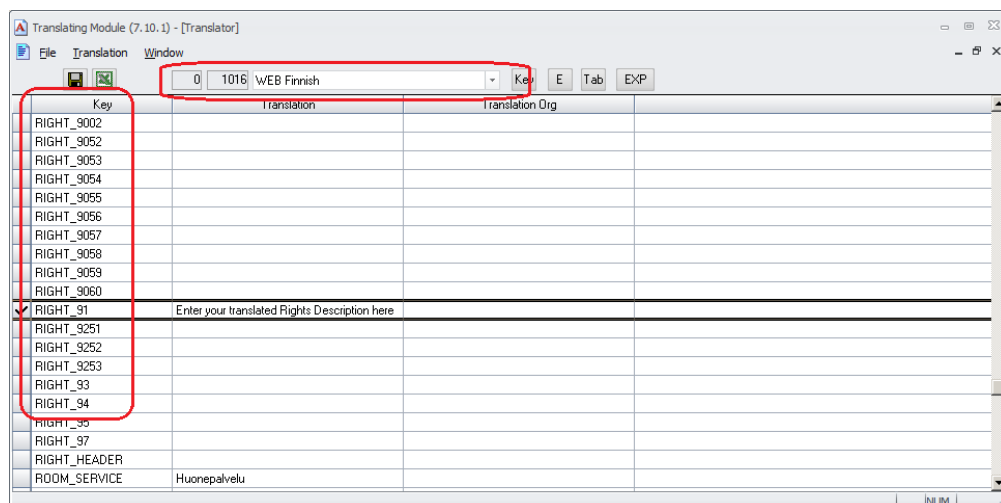 Translating Module (7.10.1) - [Translator]
File Translation Window
0 1016 WEB Finnish Key E Tab EXP
Key Translation Translation Org
RIGHT_9002
RIGHT_9052
RIGHT_9053
RIGHT_9054
RIGHT_9055
RIGHT_9056
RIGHT_9057
RIGHT_9058
RIGHT_9059
RIGHT_9060
RIGHT_91 Enter your translated Rights Description here
RIGHT_9251
RIGHT_9252
RIGHT_9253
RIGHT_93
RIGHT_94
RIGHT_95
RIGHT_97
RIGHT_HEADER
ROOM_SERVICE Huonepalvelu
NUM